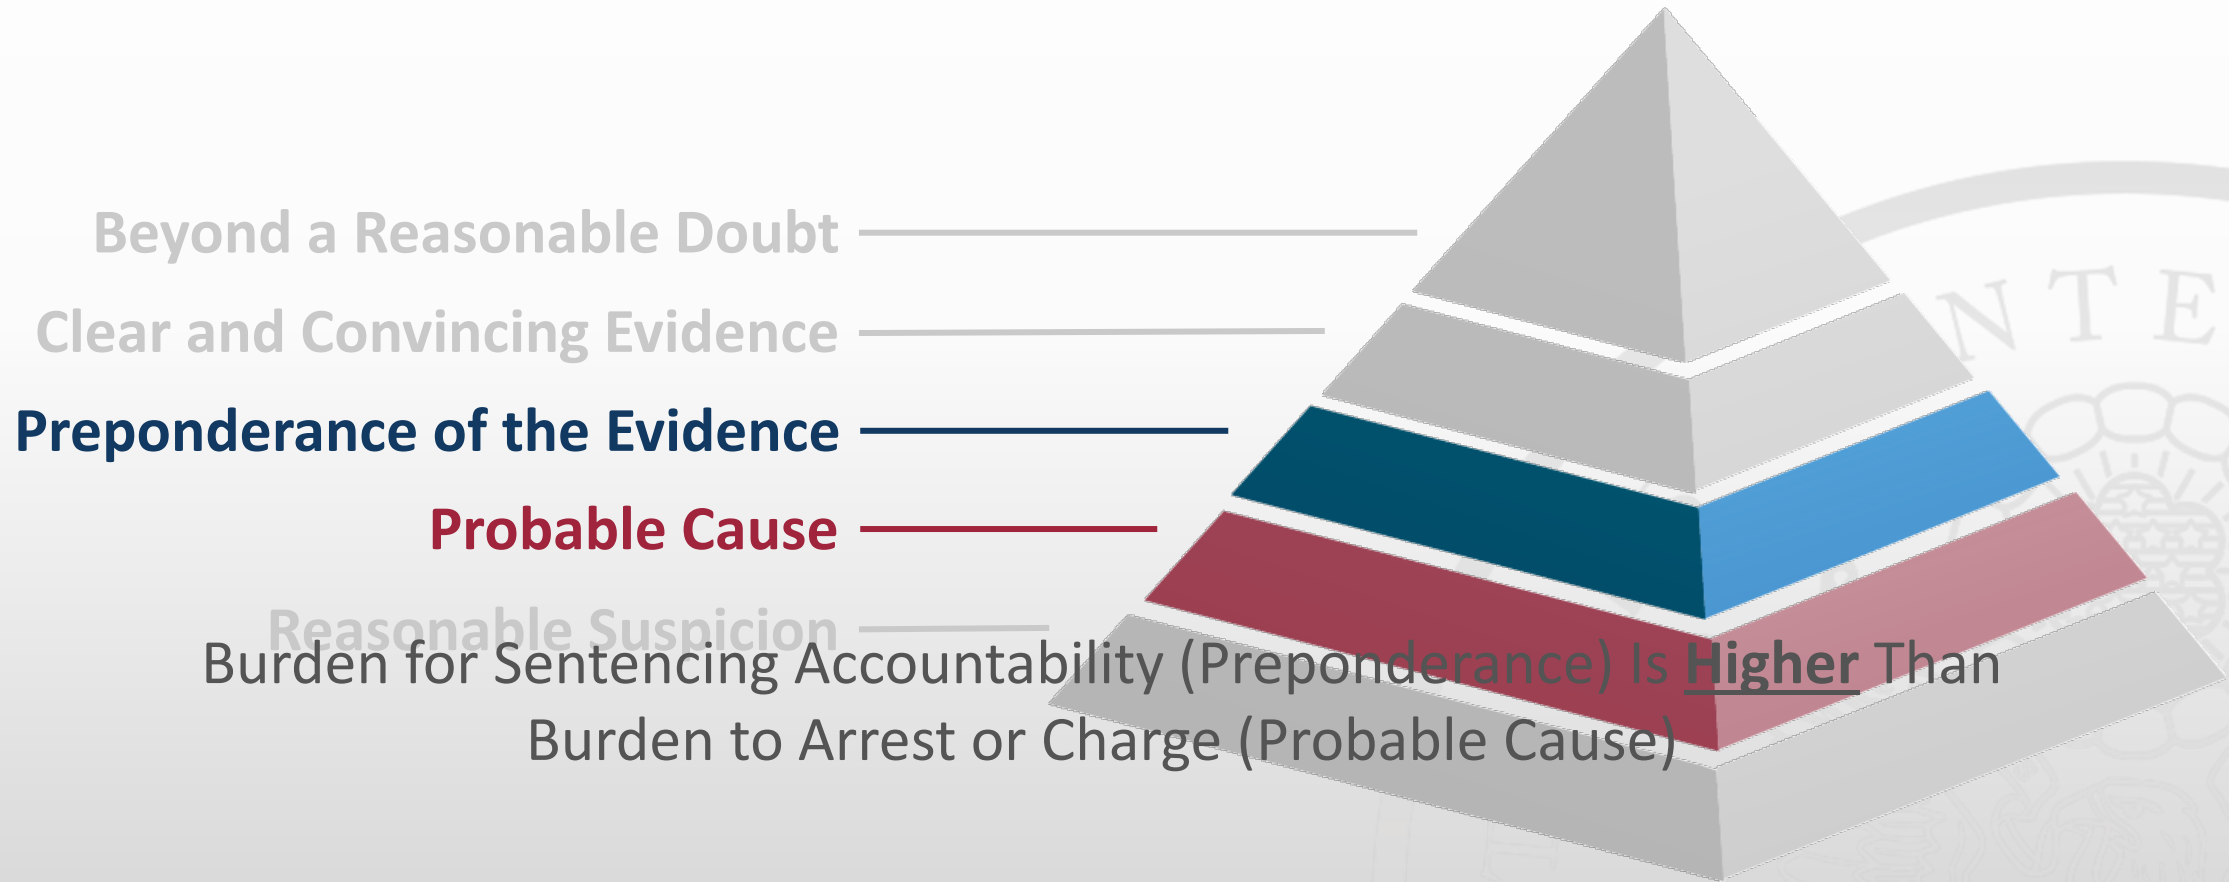 Beyond a Reasonable Doubt
Clear and Convincing Evidence
Preponderance of the Evidence
Probable Cause
Reasonable Suspicion
Burden for Sentencing Accountability (Preponderance) Is Higher Than
Burden to Arrest or Charge (Probable Cause)
NTE